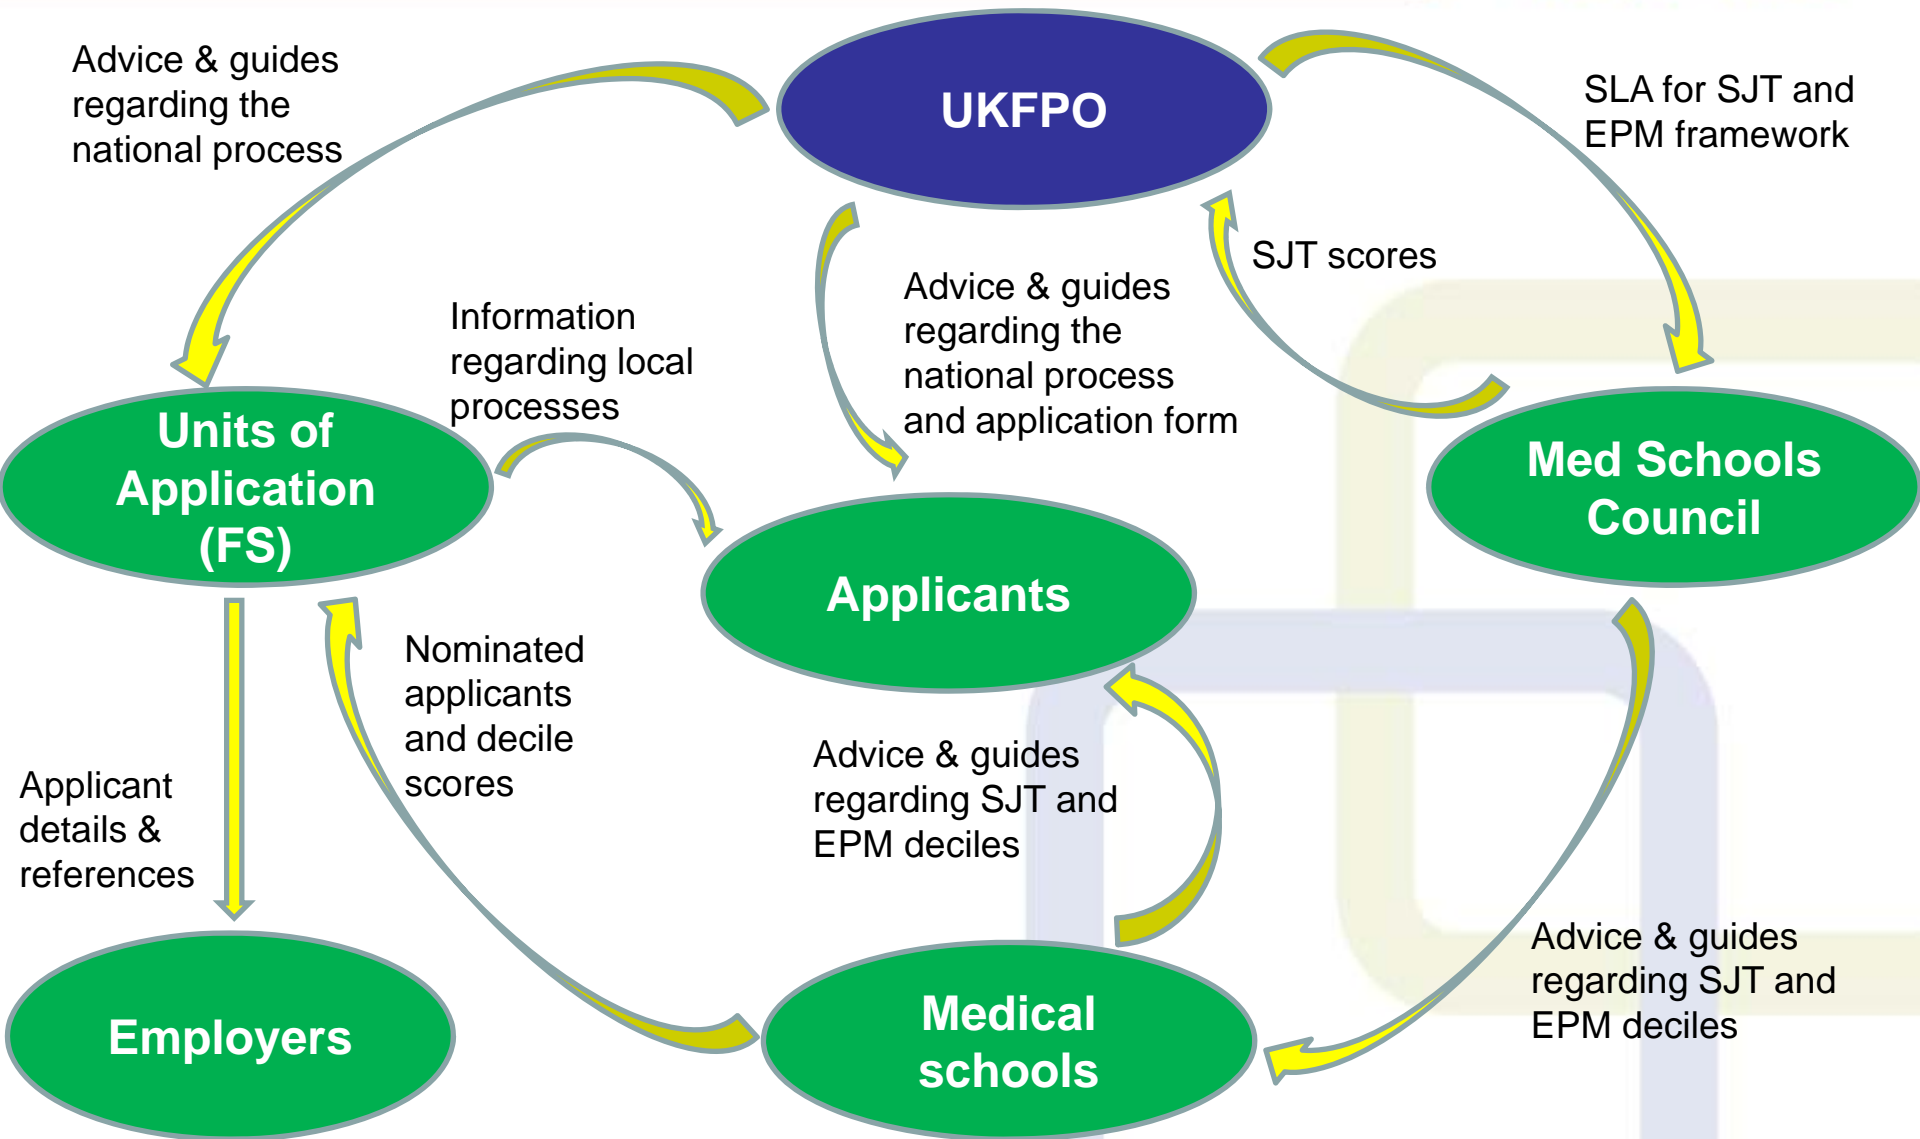 Advice & guides
regarding the
national process
UKFPO
SLA for SJT and
EPM framework
SJT scores
Information
regarding local
processes
Advice & guides
regarding the
national process
and application form
Units of
Application
(FS)
Med Schools
Council
Applicants
Nominated
applicants
and decile
scores
Applicant
details &
references
Advice & guides
regarding SJT and
EPM deciles
Advice & guides
regarding SJT and
EPM deciles
Employers
Medical
schools